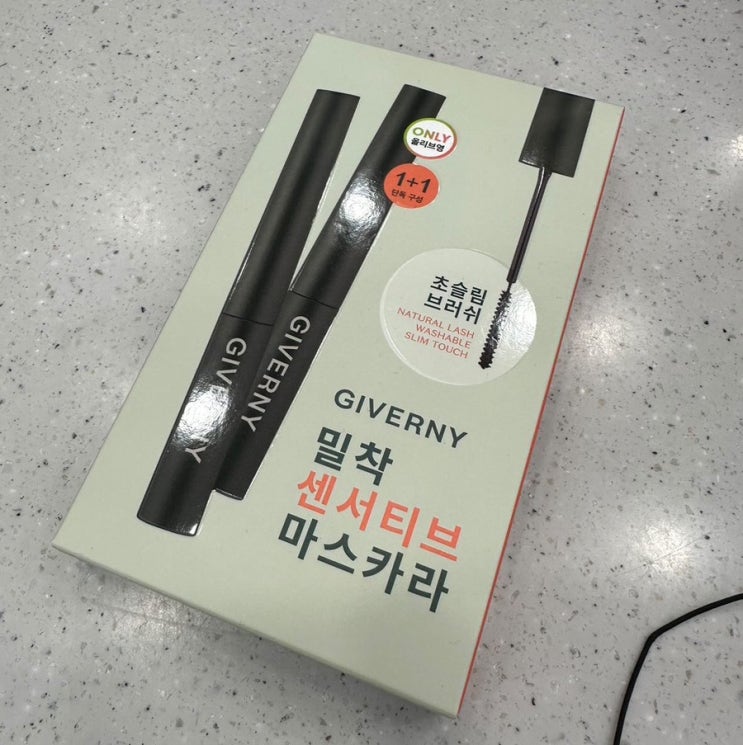 ONLY
올리브영
1+1
단독 구성
초슬림
브러쉬
NATURAL LASH
WASHABLE
SLIM TOUCH
GIVERNY
GIVERNY
GIVERNY
밀착
센서티브
마스카라